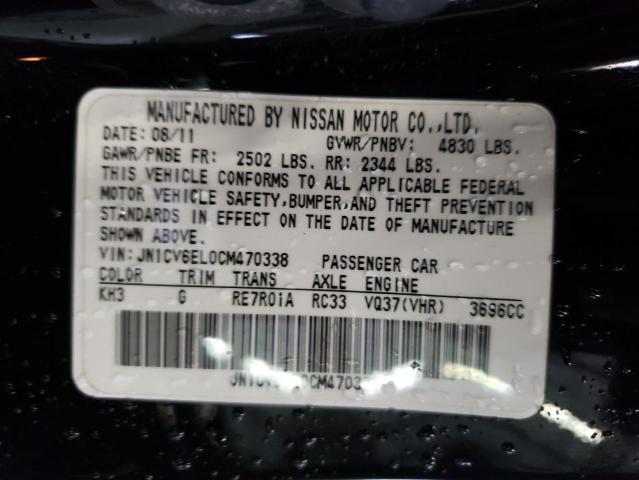 MANUFACTURED BY NISSAN MOTOR CO.,LTD.
DATE: 08/11 GVWR/PNBV: 4830 LBS.
GAWR/PNBE FR: 2502 LBS. RR: 2344 LBS.
THIS VEHICLE CONFORMS TO ALL APPLICABLE FEDERAL
MOTOR VEHICLE SAFETY,BUMPER,AND THEFT PREVENTION
STANDARDS IN EFFECT ON THE DATE OF MANUFACTURE
SHOWN ABOVE.
VIN: JN1CV6EL0CM470338 PASSENGER CAR
COLOR TRIM TRANS AXLE ENGINE
KH3 G RE7R01A RC33 VQ37(VHR) 3696CC